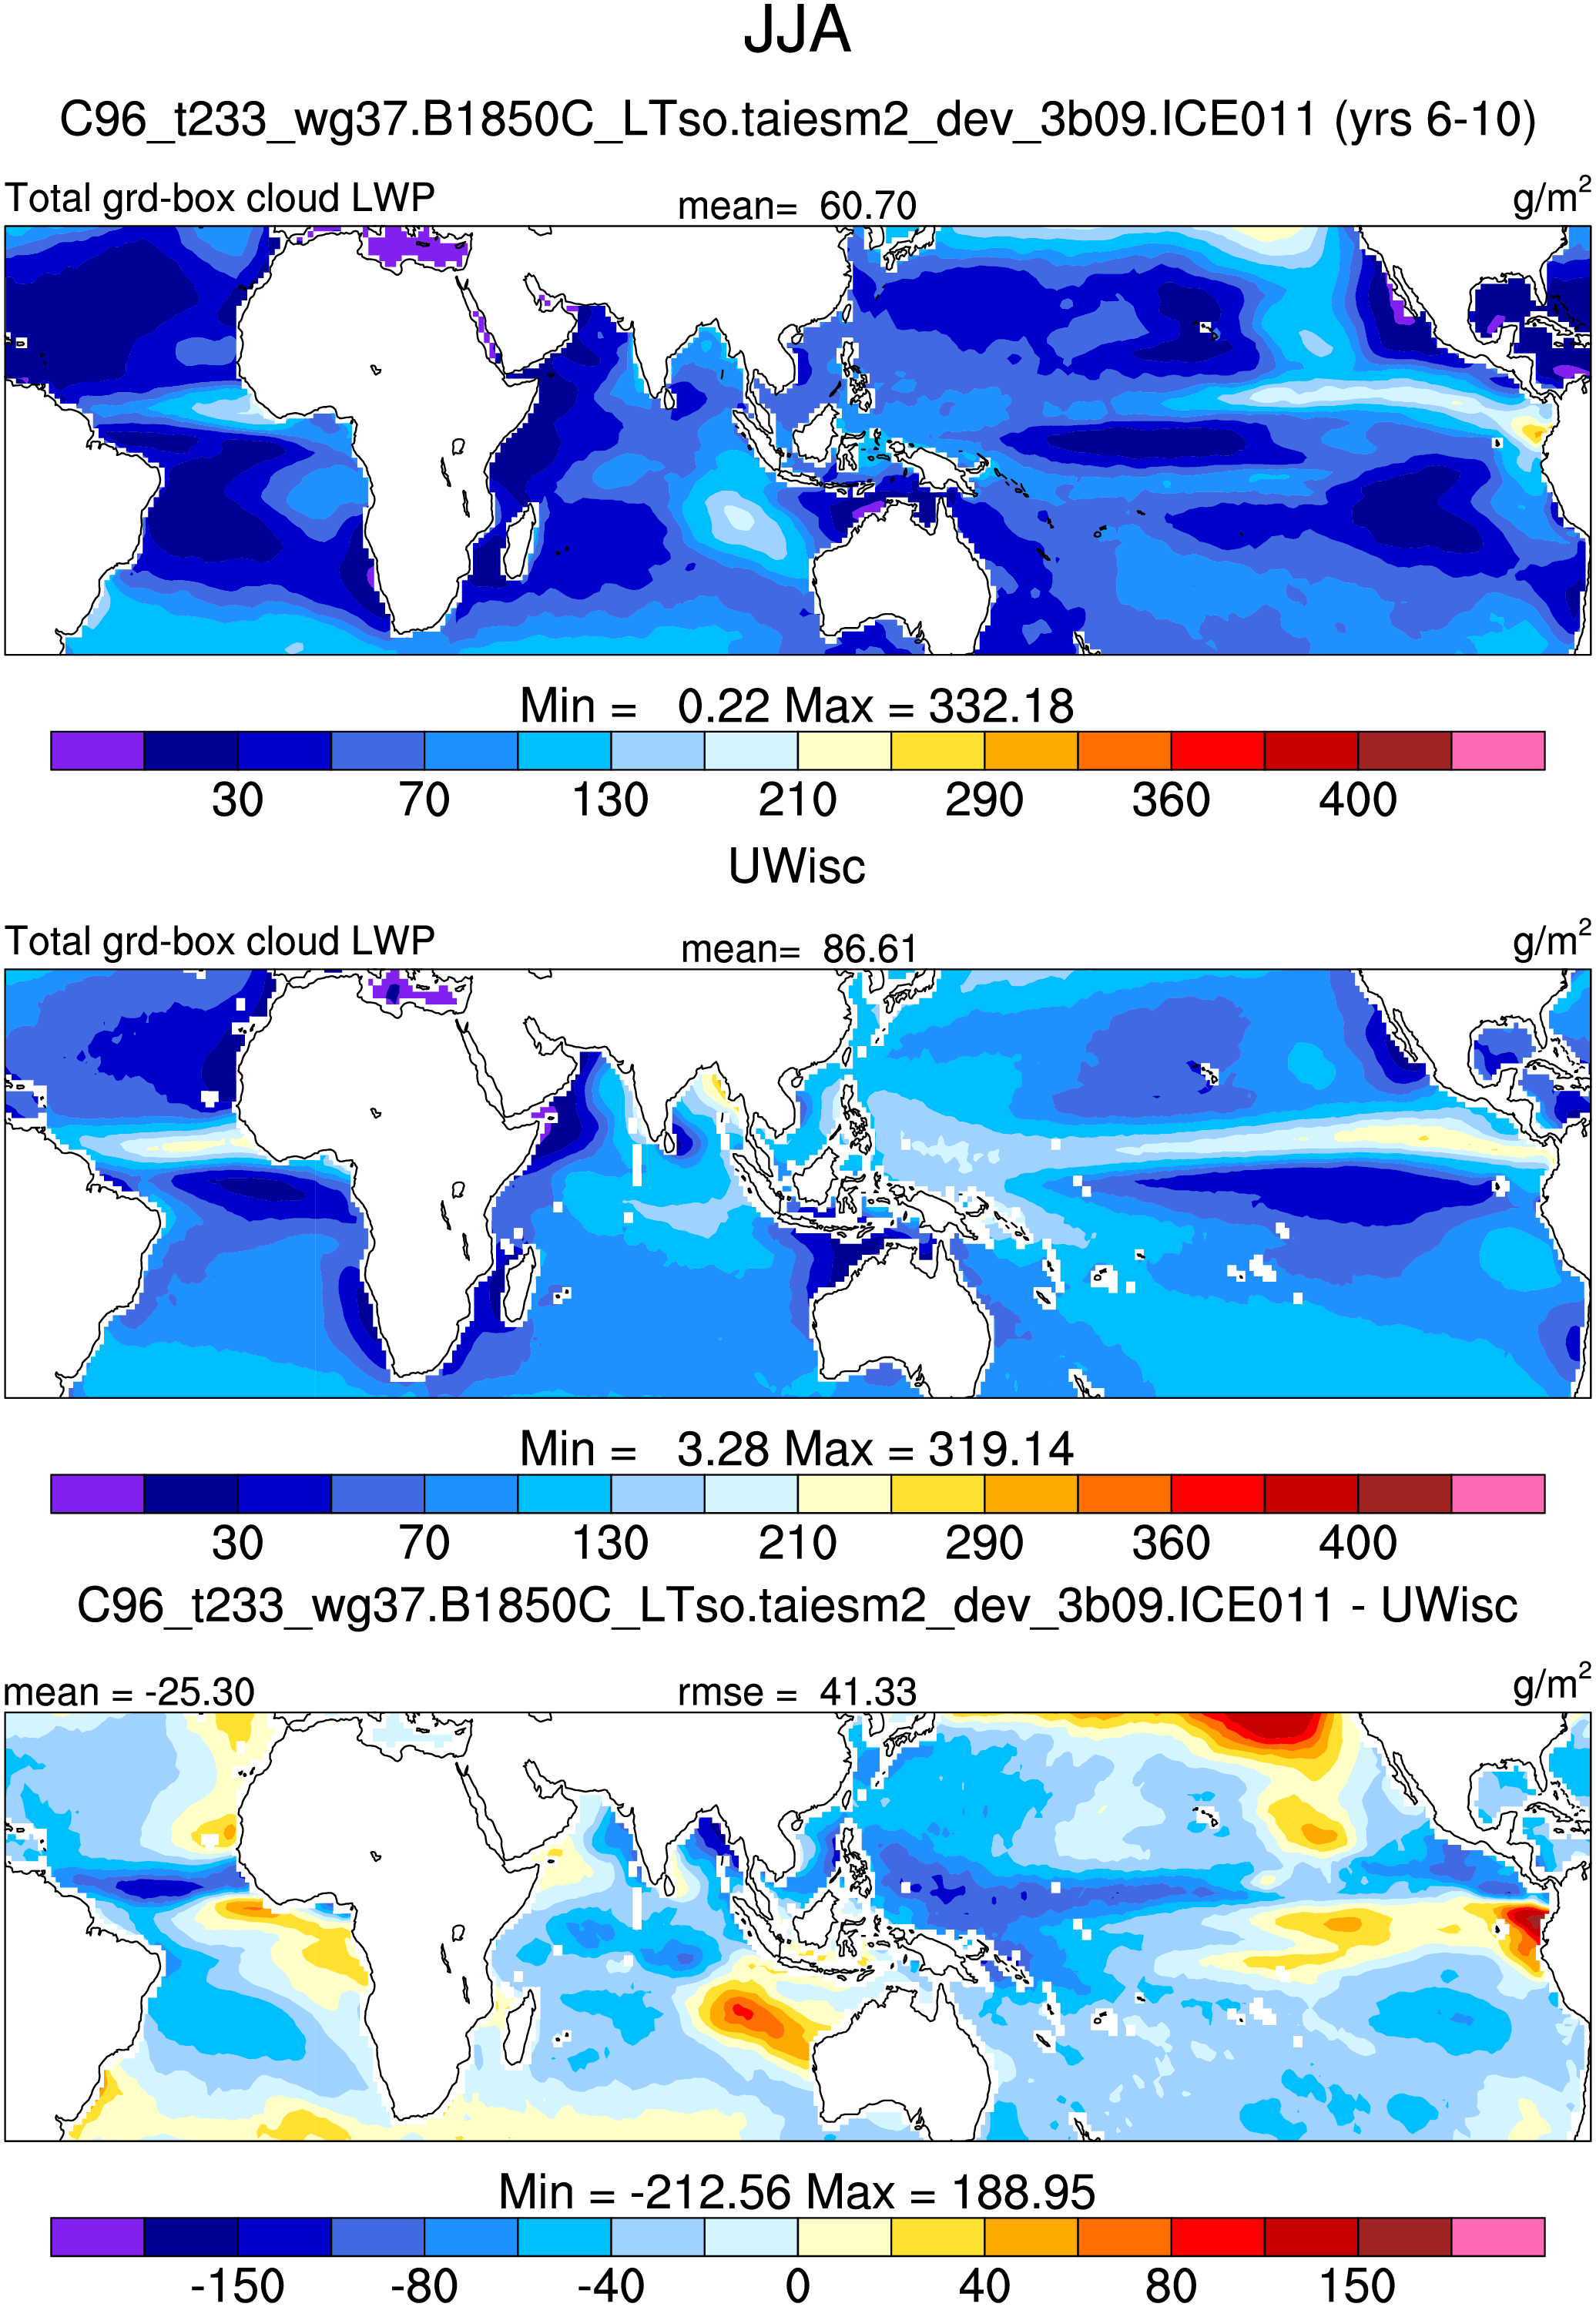 JJA
C96_t233_wg37.B1850C_LTso.taiesm2_dev_3b09.ICE011 (yrs 6-10)
Total grd-box cloud LWP mean= 60.70 g/m²
Min = 0.22 Max = 332.18
30 70 130 210 290 360 400
UWisc
Total grd-box cloud LWP mean= 86.61 g/m²
Min = 3.28 Max = 319.14
30 70 130 210 290 360 400
C96_t233_wg37.B1850C_LTso.taiesm2_dev_3b09.ICE011 - UWisc
mean = -25.30 rmse = 41.33 g/m²
Min = -212.56 Max = 188.95
-150 -80 -40 0 40 80 150